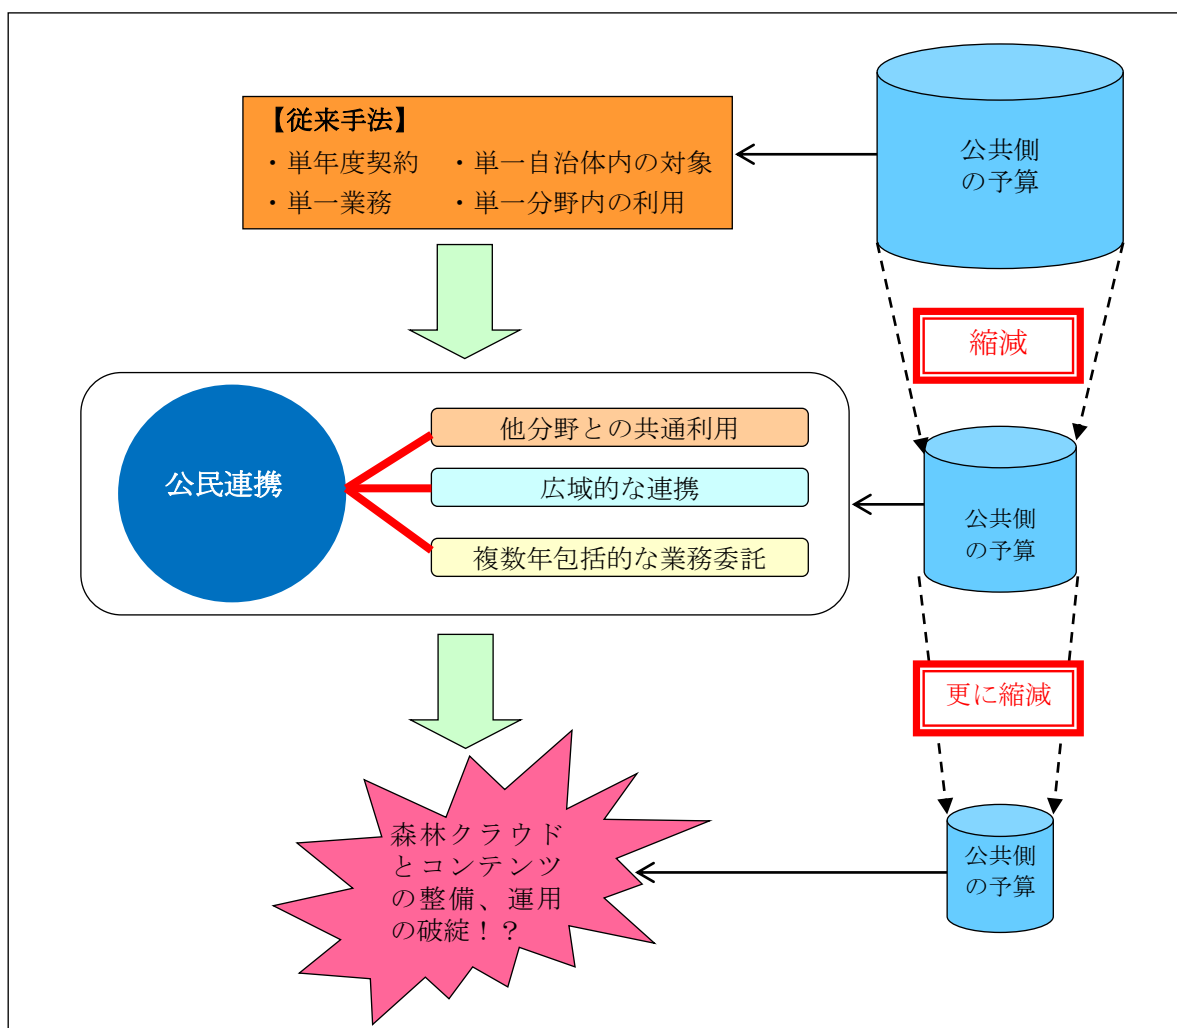 【従来手法】
・単年度契約 ・単一自治体内の対象
・単一業務 ・単一分野内の利用
公共側
の予算
縮減
公民連携
他分野との共通利用
広域的な連携
複数年包括的な業務委託
公共側
の予算
更に縮減
森林クラウド
とコンテンツ
の整備、運用
の破綻！？
公共側
の予算